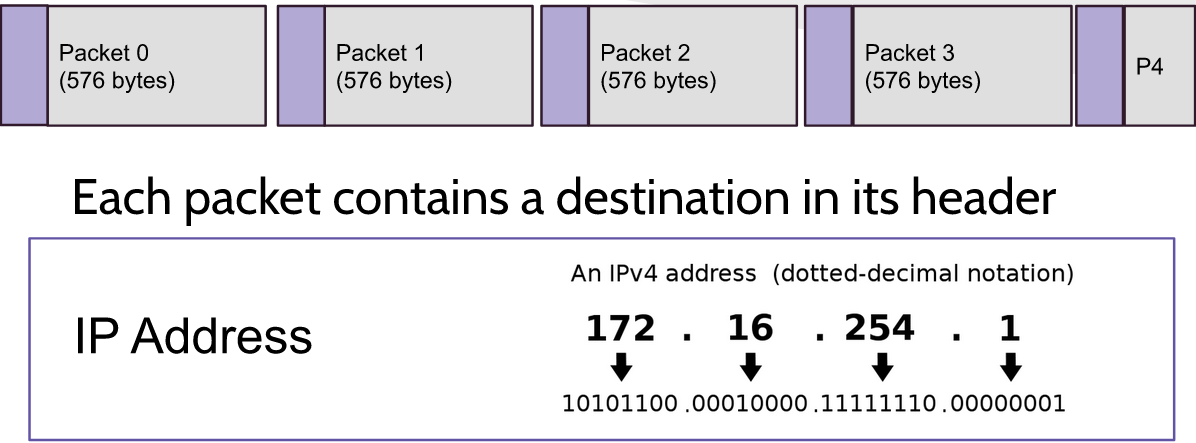 Packet 0
(576 bytes)
Packet 1
(576 bytes)
Packet 2
(576 bytes)
Packet 3
(576 bytes)
P4
Each packet contains a destination in its header
IP Address
An IPv4 address (dotted-decimal notation)
172 . 16 . 254 . 1
10101100 .00010000 .11111110 .00000001